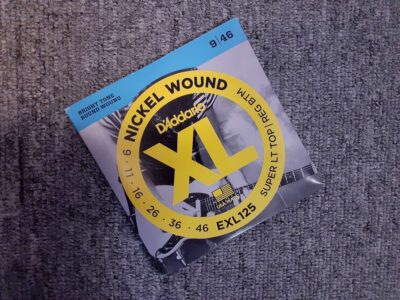 9|46
BRIGHT TONE
ROUND WOUND
NICKEL WOUND
D'Addario
XL
9 · 11 · 16 · 26 · 36 · 46
EXL125
SUPER LT TOP | REG BTM